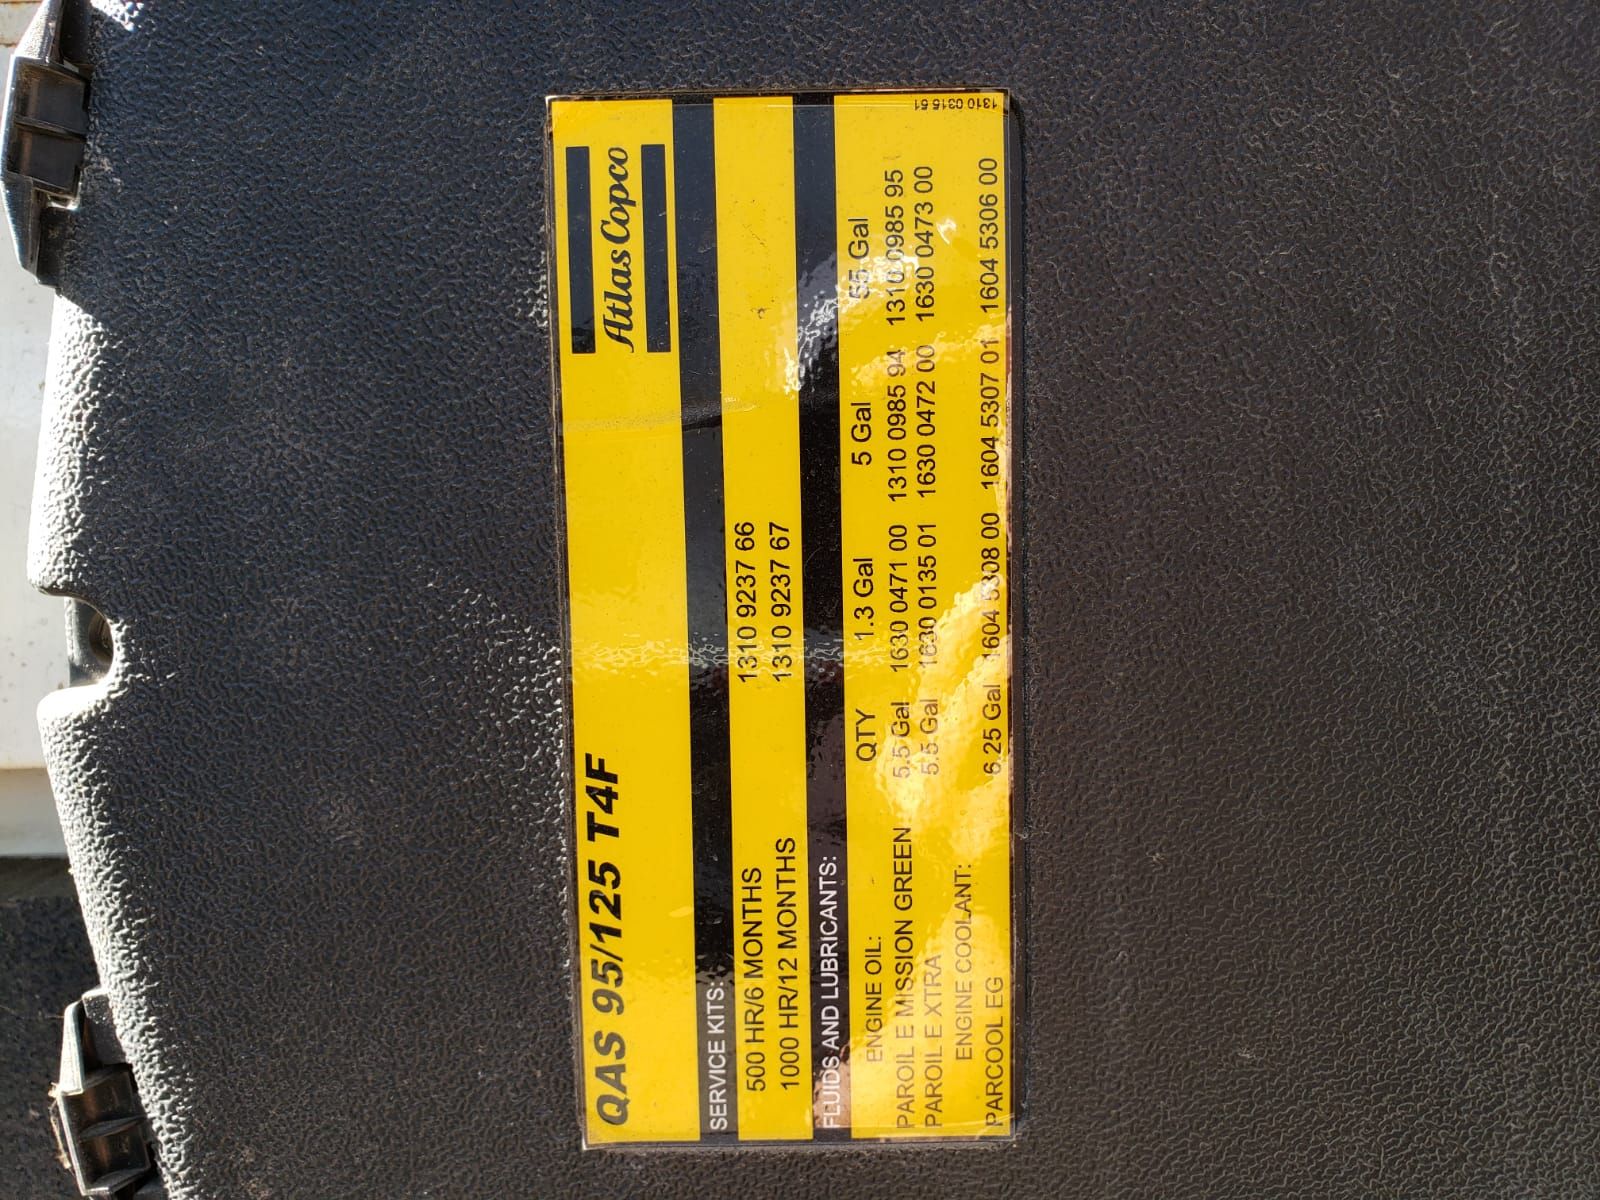 QAS 95/125 T4F
Atlas Copco
SERVICE KITS:
500 HR/6 MONTHS 1310 9237 66
1000 HR/12 MONTHS 1310 9237 67
FLUIDS AND LUBRICANTS:
QTY 1.3 Gal 5 Gal 55 Gal
ENGINE OIL:
PAROIL E MISSION GREEN 5.5 Gal 1630 0471 00 1310 0985 94 1310 0985 95
PAROIL E XTRA 5.5 Gal 1630 0135 01 1630 0472 00 1630 0473 00
ENGINE COOLANT:
PARCOOL EG 6.25 Gal 1604 5308 00 1604 5307 01 1604 5306 00
1310 0315 51